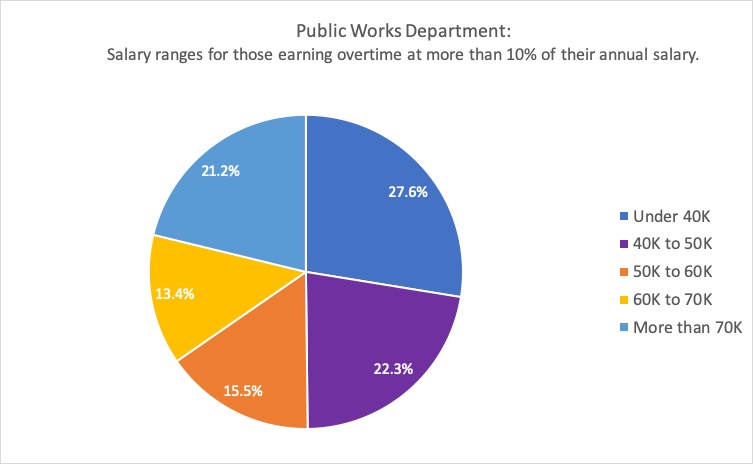 Public Works Department:
Salary ranges for those earning overtime at more than 10% of their annual salary.
21.2%
27.6%
13.4%
15.5%
22.3%
Under 40K
40K to 50K
50K to 60K
60K to 70K
More than 70K